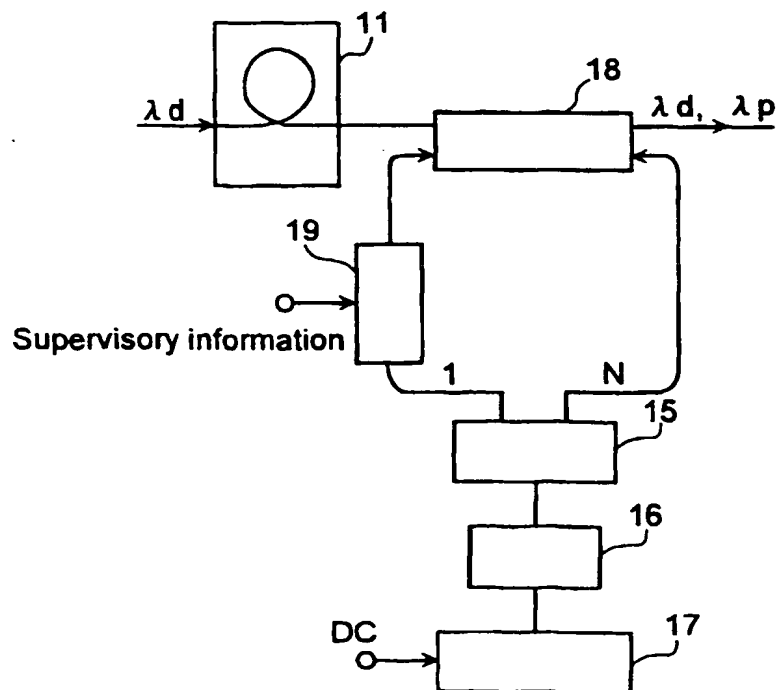 11
λd
18
λd, λp
19
Supervisory information
1
N
15
16
DC
17